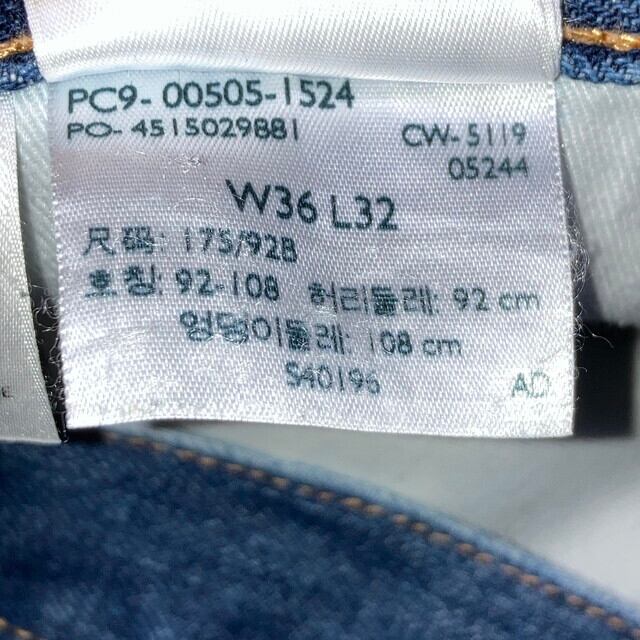 PC9- 00505-1524
PO- 4515029881 CW- 5119
05244
W36 L32
尺码: 175/92B
호칭: 92-108 허리둘레: 92 cm
엉덩이둘레: 108 cm
S40196 AD